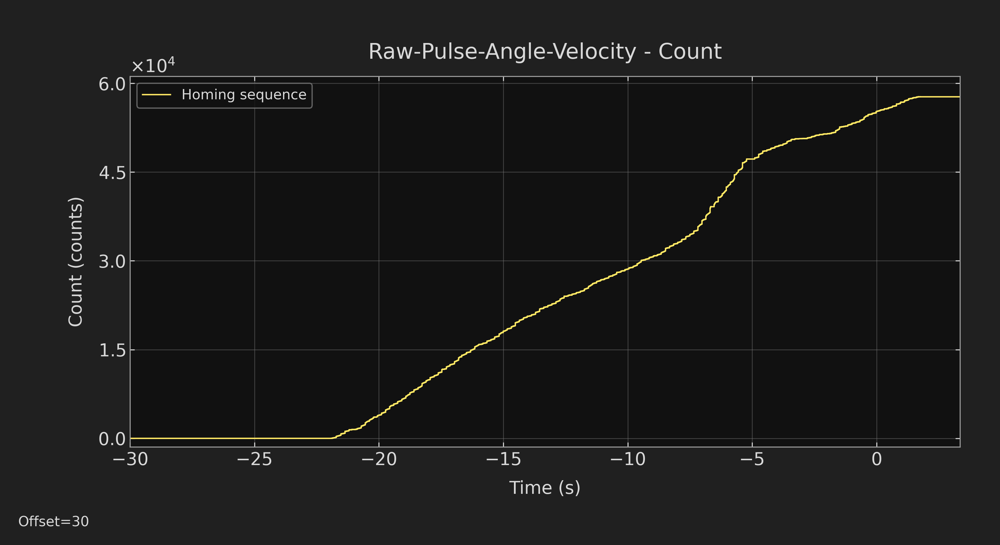 Raw-Pulse-Angle-Velocity - Count
×10⁴
6.0
Homing sequence
4.5
3.0
1.5
0.0
Count (counts)
−30 −25 −20 −15 −10 −5 0
Time (s)
Offset=30